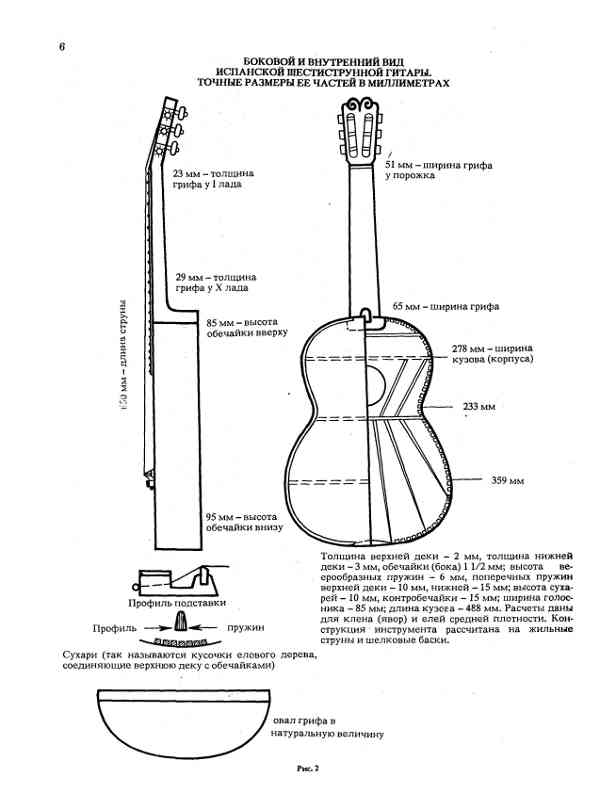 6
БОКОВОЙ И ВНУТРЕННИЙ ВИД
ИСПАНСКОЙ ШЕСТИСТРУННОЙ ГИТАРЫ.
ТОЧНЫЕ РАЗМЕРЫ ЕЕ ЧАСТЕЙ В МИЛЛИМЕТРАХ
23 мм – толщина
грифа у I лада
51 мм – ширина грифа
у порожка
29 мм – толщина
грифа у X лада
65 мм – ширина грифа
85 мм – высота
обечайки вверху
650 мм – длина струны
278 мм – ширина
кузова (корпуса)
233 мм
359 мм
95 мм – высота
обечайки внизу
Толщина верхней деки – 2 мм, толщина нижней
деки – 3 мм, обечайки (бока) 1 1/2 мм; высота ве-
ерообразных пружин – 6 мм, поперечных пружин
верхней деки – 10 мм, нижней – 15 мм; высота суха-
рей – 10 мм, контробечайки – 15 мм; ширина голос-
ника – 85 мм; длина кузова – 488 мм. Расчеты даны
для клена (явор) и елей средней плотности. Кон-
струкция инструмента рассчитана на жильные
струны и шелковые баски.
Профиль подставки
Профиль пружин
Сухари (так называются кусочки елового дерева,
соединяющие верхнюю деку с обечайками)
овал грифа в
натуральную величину
Рис. 2